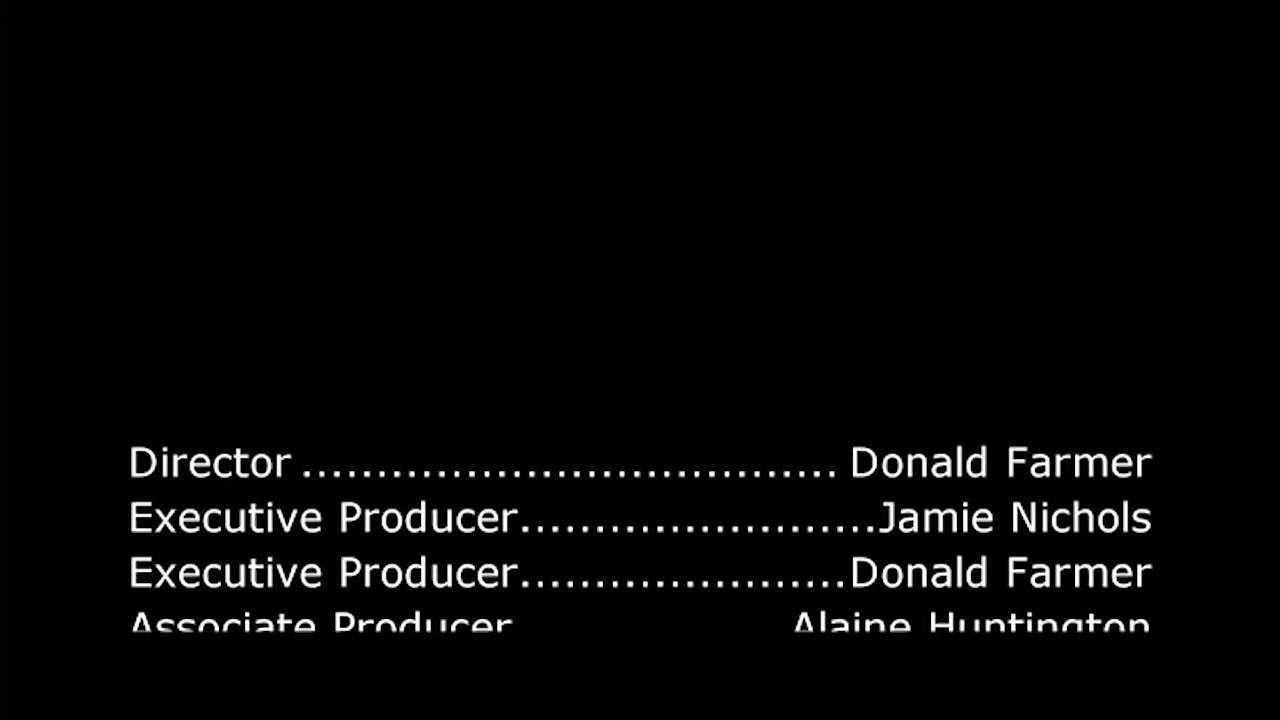 Director .................................... Donald Farmer
Executive Producer........................Jamie Nichols
Executive Producer......................Donald Farmer
Associate Producer Alaine Huntington